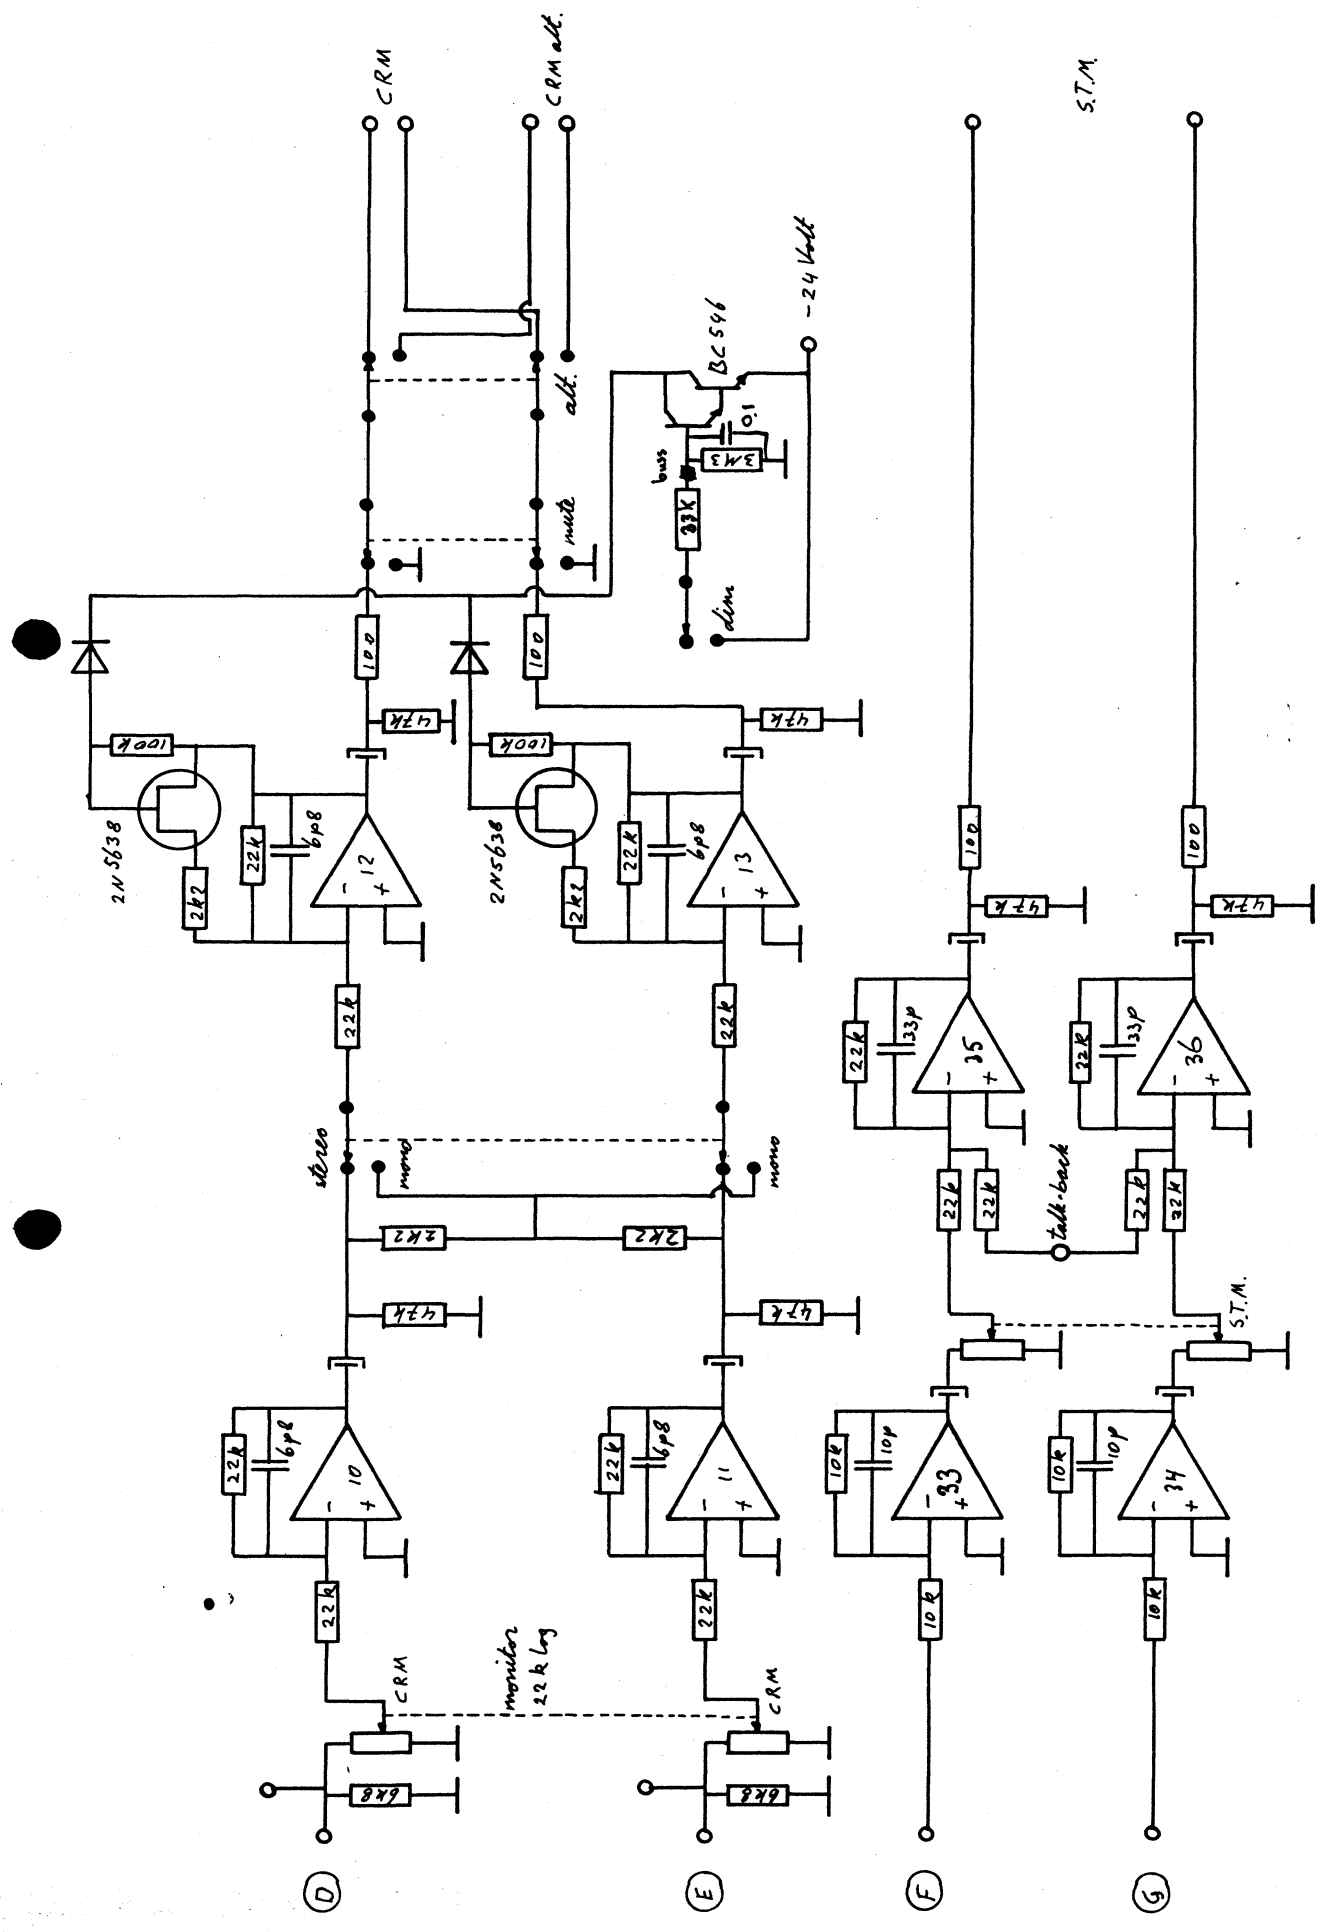 D
6k8
CRM
22k
22k
6p8
10
-
+
47k
2k2
stereo
mono
22k
12
-
+
22k
6p8
2k2
2N5638
100k
47k
100
CRM
monitor
22k log
E
6k8
CRM
22k
22k
6p8
11
-
+
47k
2k2
mono
22k
13
-
+
22k
6p8
2k2
2N5638
100k
47k
100
mute
alt.
CRM alt.
dim
33k
buss
3M3
0.1
BC546
-24Volt
F
10k
10k
10p
33
-
+
22k
22k
22k
33p
35
-
+
47k
100
talk-back
S.T.M.
G
10k
10k
10p
34
-
+
S.T.M.
22k
22k
22k
33p
36
-
+
47k
100